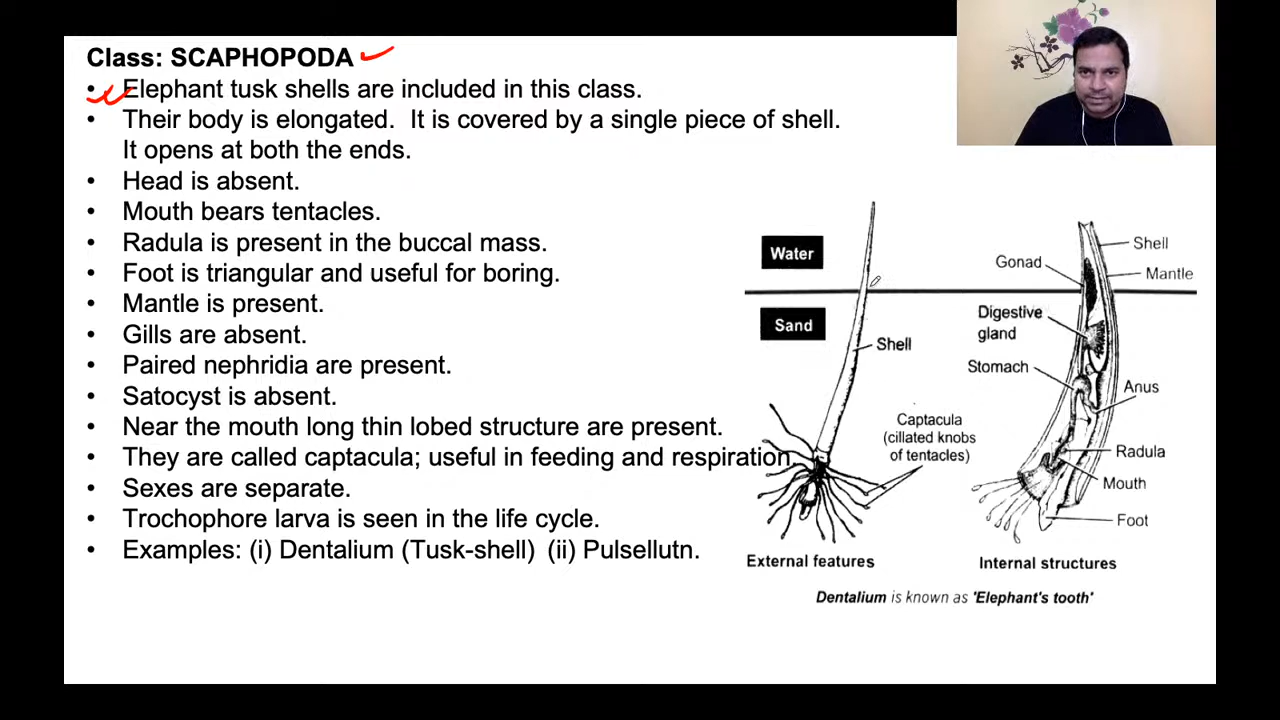 Class: SCAPHOPODA
• Elephant tusk shells are included in this class.
• Their body is elongated. It is covered by a single piece of shell.
It opens at both the ends.
• Head is absent.
• Mouth bears tentacles.
• Radula is present in the buccal mass.
• Foot is triangular and useful for boring.
• Mantle is present.
• Gills are absent.
• Paired nephridia are present.
• Satocyst is absent.
• Near the mouth long thin lobed structure are present.
• They are called captacula; useful in feeding and respiration.
• Sexes are separate.
• Trochophore larva is seen in the life cycle.
• Examples: (i) Dentalium (Tusk-shell) (ii) Pulsellutn.
Water
Sand
Shell
Captacula
(cillated knobs
of tentacles)
External features
Shell
Gonad
Mantle
Digestive
gland
Stomach
Anus
Radula
Mouth
Foot
Internal structures
Dentalium is known as 'Elephant's tooth'